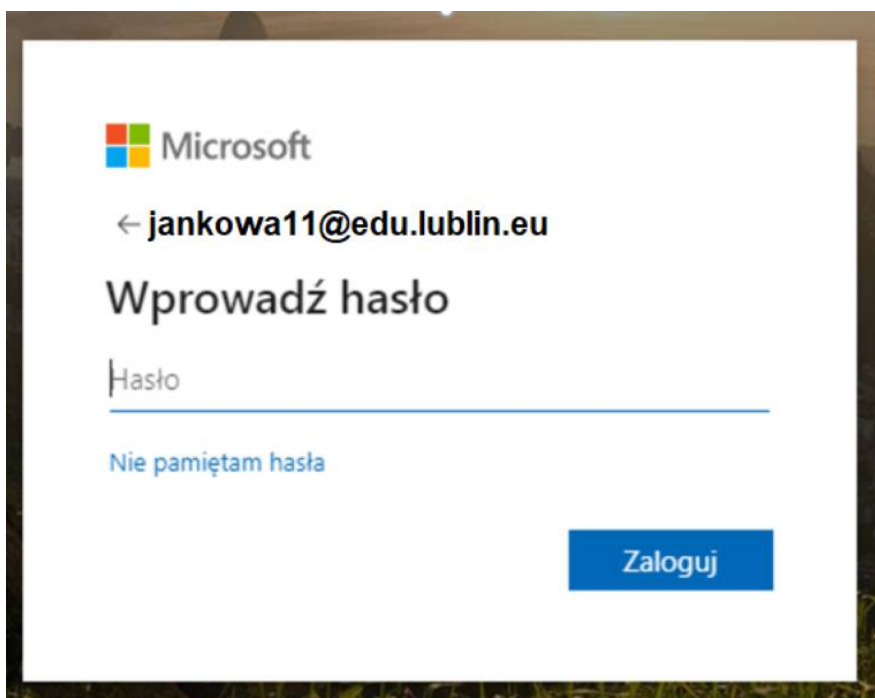 Microsoft
← jankowa11@edu.lublin.eu
Wprowadź hasło
Hasło
Nie pamiętam hasła
Zaloguj